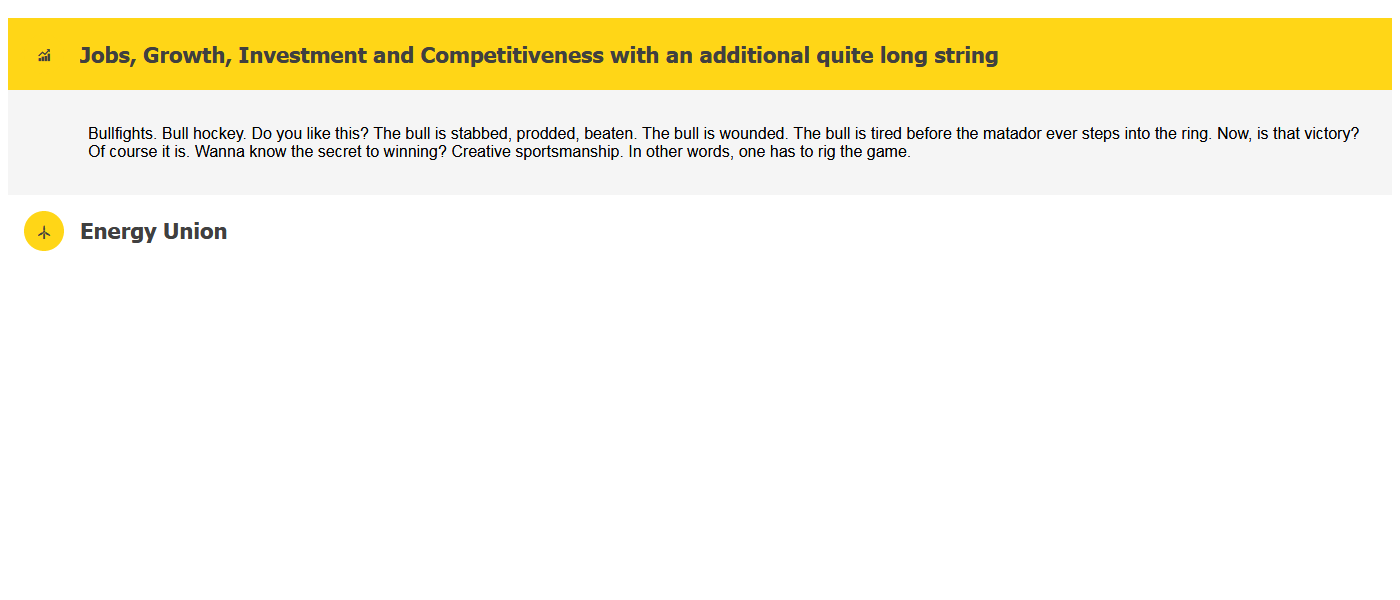 Jobs, Growth, Investment and Competitiveness with an additional quite long string
Bullfights. Bull hockey. Do you like this? The bull is stabbed, prodded, beaten. The bull is wounded. The bull is tired before the matador ever steps into the ring. Now, is that victory?
Of course it is. Wanna know the secret to winning? Creative sportsmanship. In other words, one has to rig the game.
Energy Union